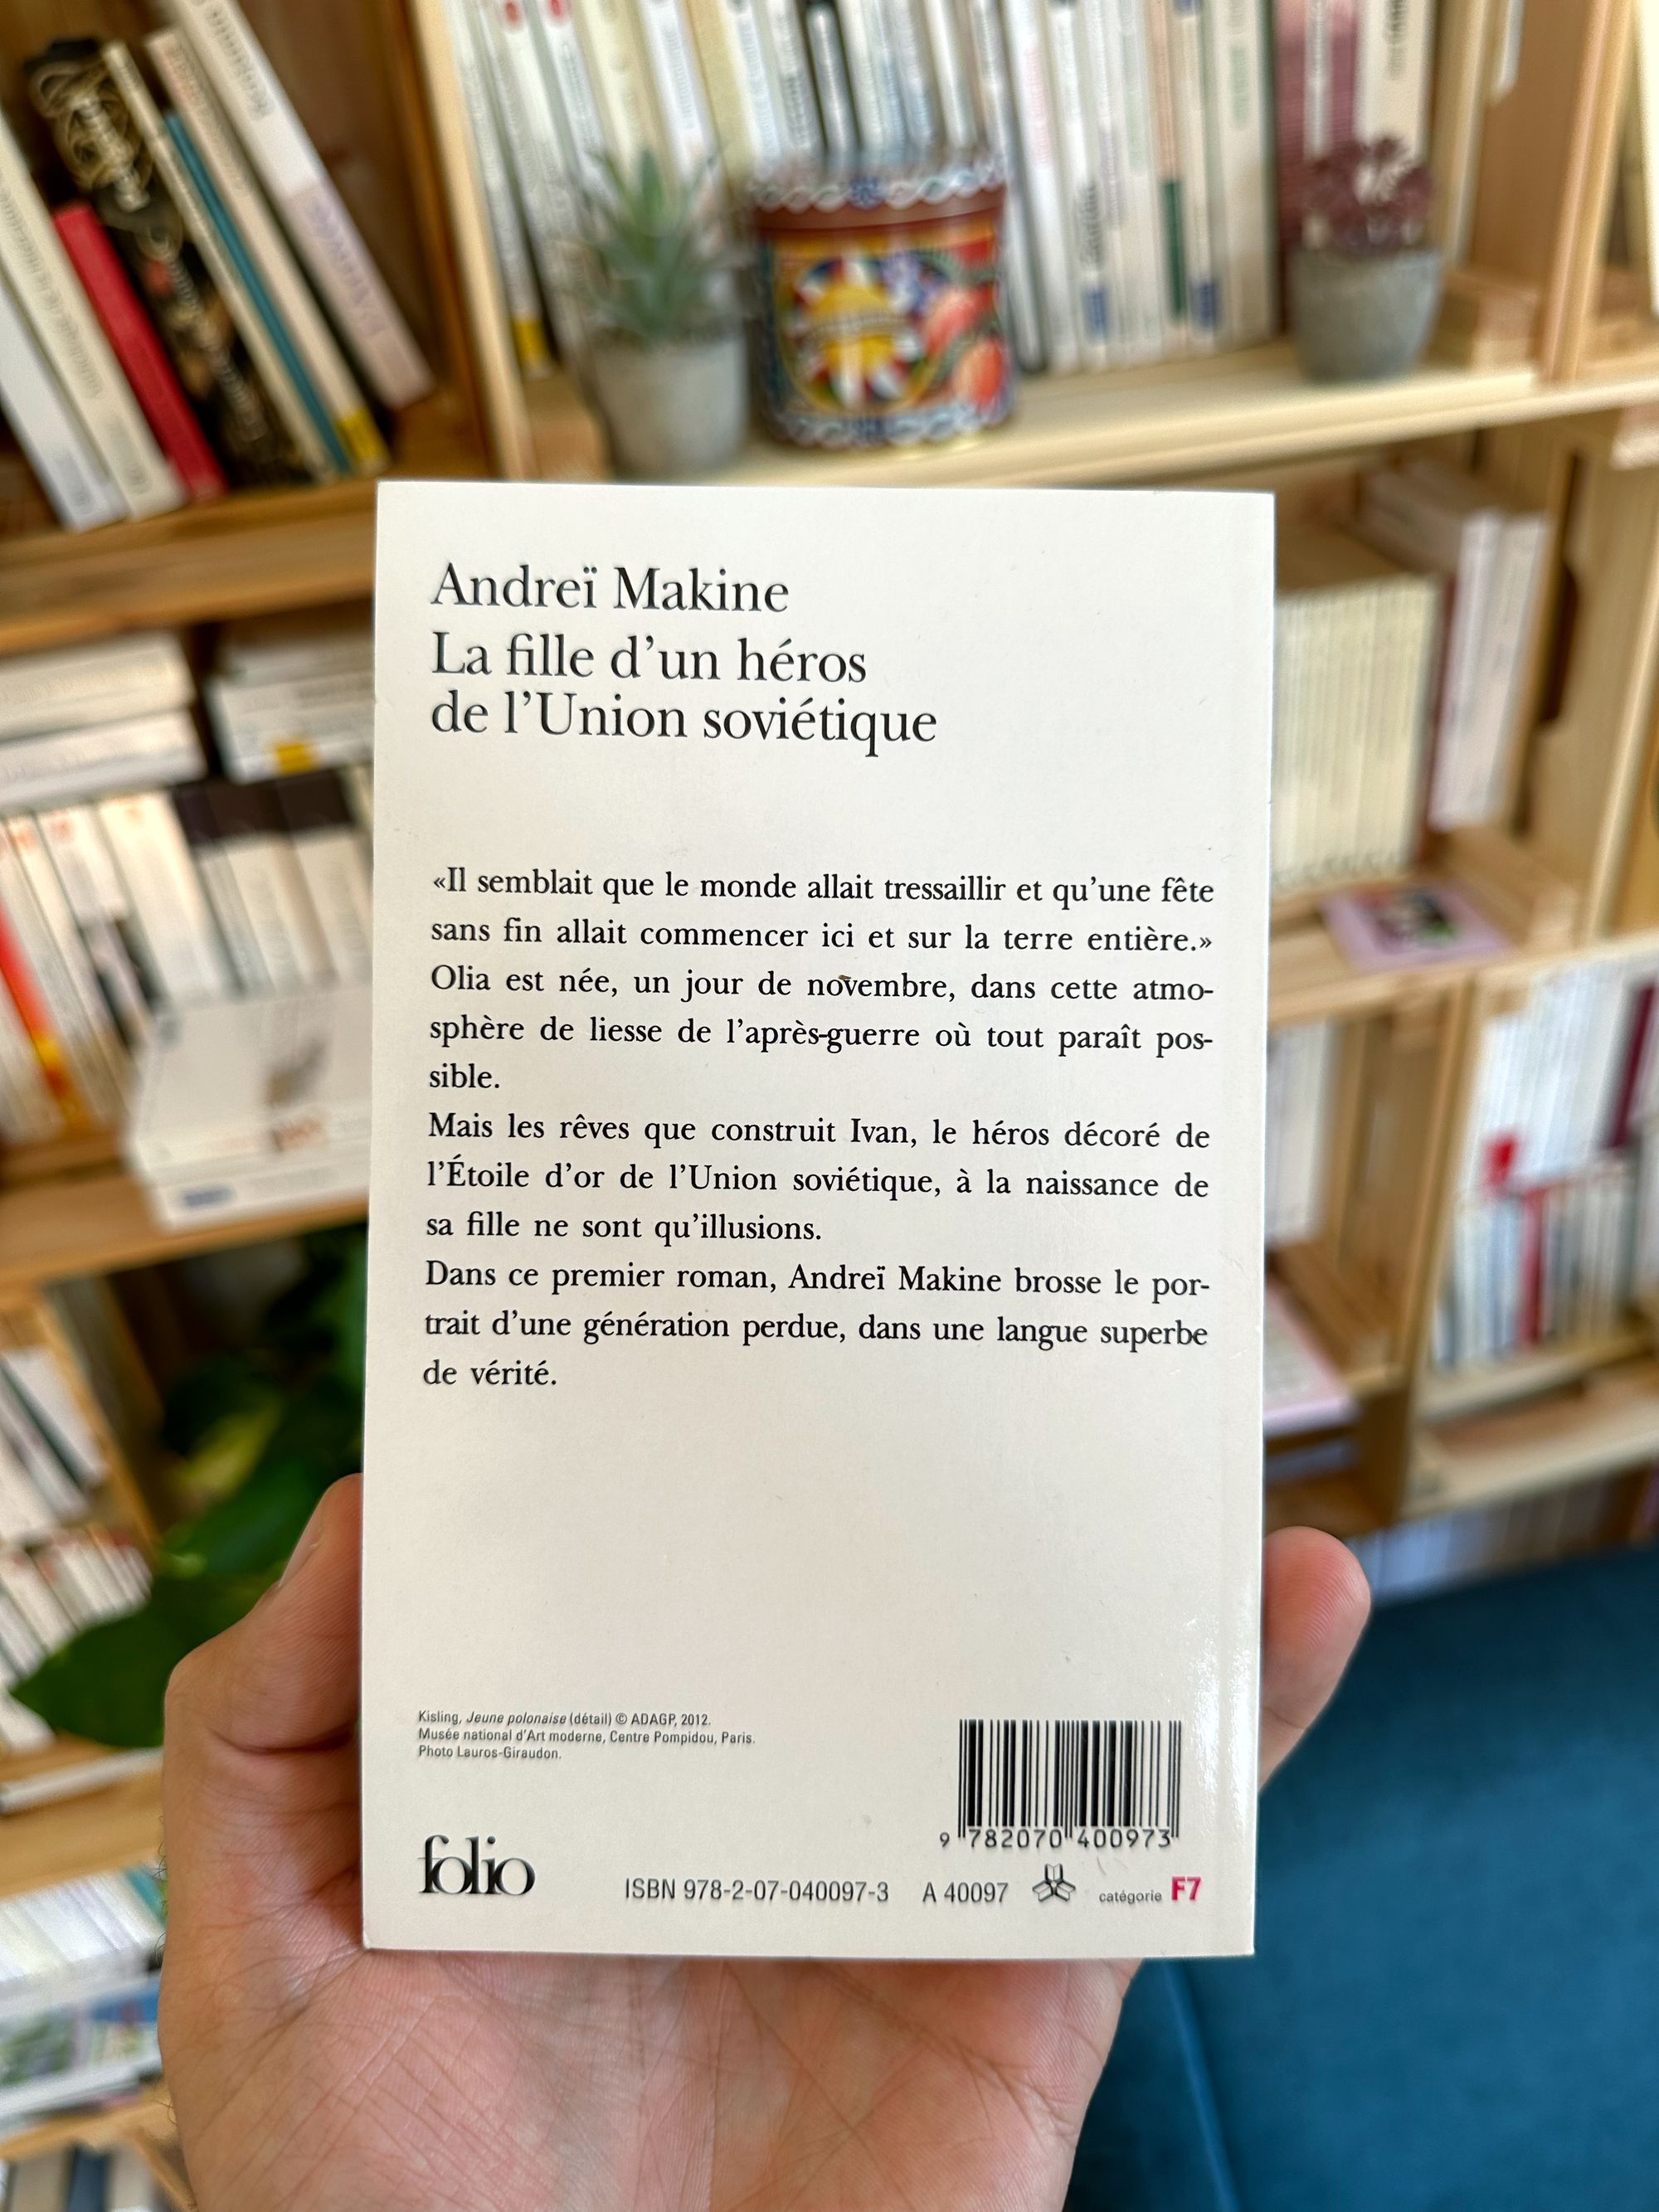 Andreï Makine
La fille d'un héros
de l'Union soviétique
«Il semblait que le monde allait tressaillir et qu'une fête
sans fin allait commencer ici et sur la terre entière.»
Olia est née, un jour de novembre, dans cette atmo-
sphère de liesse de l'après-guerre où tout paraît pos-
sible.
Mais les rêves que construit Ivan, le héros décoré de
l'Étoile d'or de l'Union soviétique, à la naissance de
sa fille ne sont qu'illusions.
Dans ce premier roman, Andreï Makine brosse le por-
trait d'une génération perdue, dans une langue superbe
de vérité.
Kisling, Jeune polonaise (détail) © ADAGP, 2012.
Musée national d'Art moderne, Centre Pompidou, Paris.
Photo Lauros-Giraudon.
9 782070 400973
folio
ISBN 978-2-07-040097-3 A 40097 catégorie F7